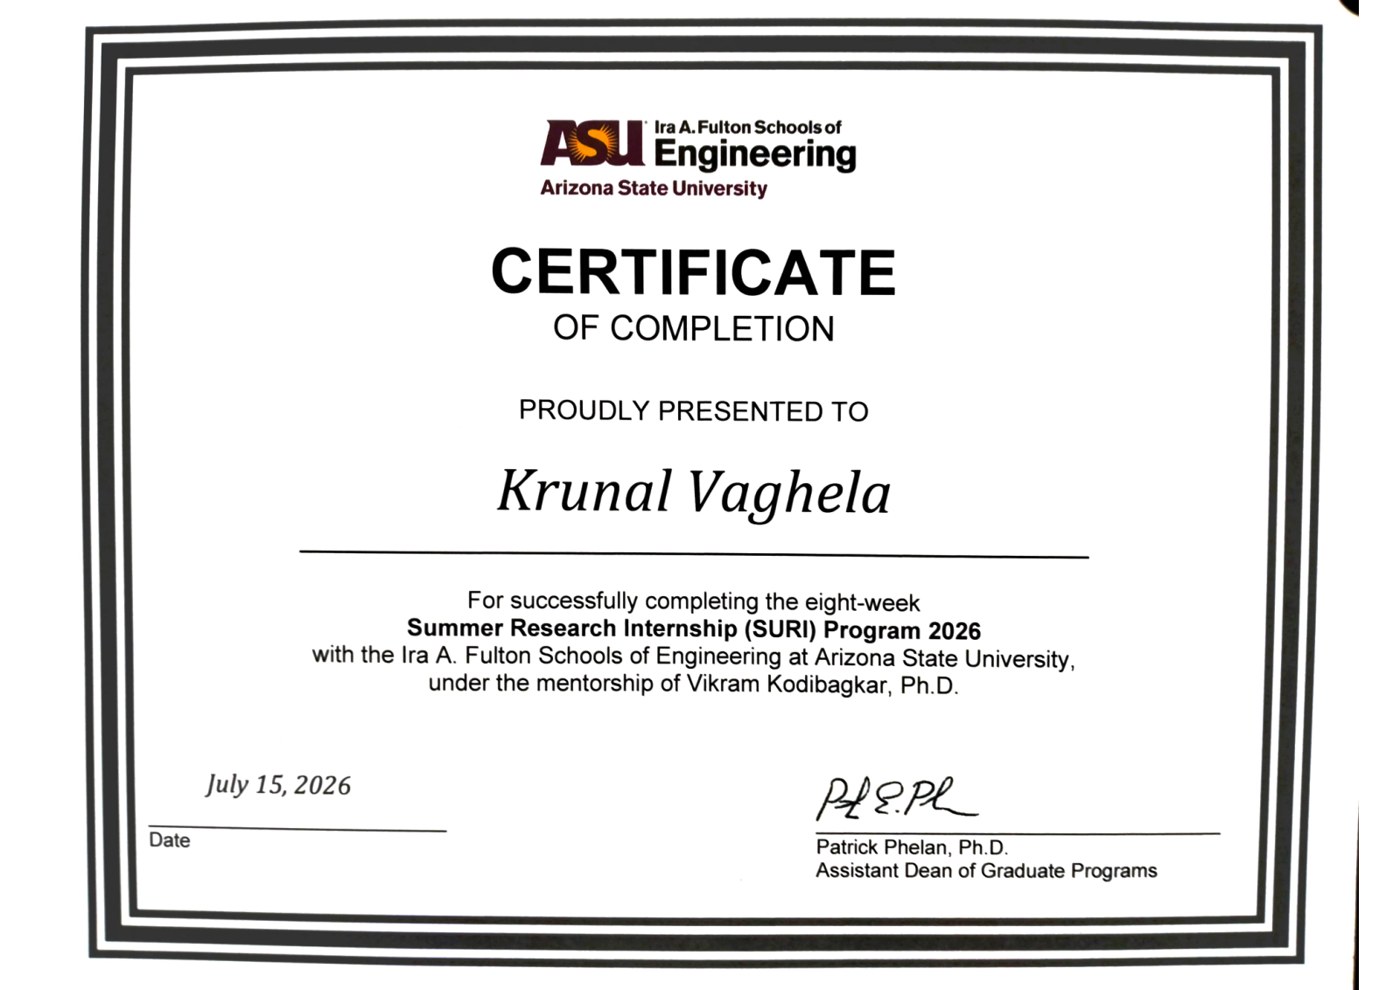 ASU Ira A. Fulton Schools of
Engineering
Arizona State University
CERTIFICATE
OF COMPLETION
PROUDLY PRESENTED TO
Krunal Vaghela
For successfully completing the eight-week
Summer Research Internship (SURI) Program 2026
with the Ira A. Fulton Schools of Engineering at Arizona State University,
under the mentorship of Vikram Kodibagkar, Ph.D.
July 15, 2026
Date
Patrick Phelan, Ph.D.
Assistant Dean of Graduate Programs